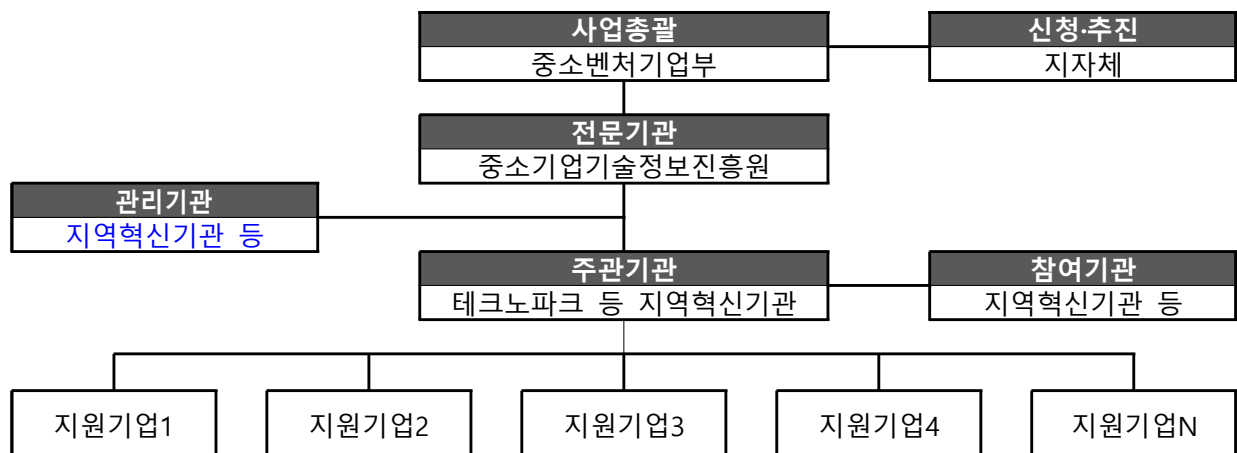 사업총괄
중소벤처기업부
신청·추진
지자체
전문기관
중소기업기술정보진흥원
관리기관
지역혁신기관 등
주관기관
테크노파크 등 지역혁신기관
참여기관
지역혁신기관 등
지원기업1
지원기업2
지원기업3
지원기업4
지원기업N